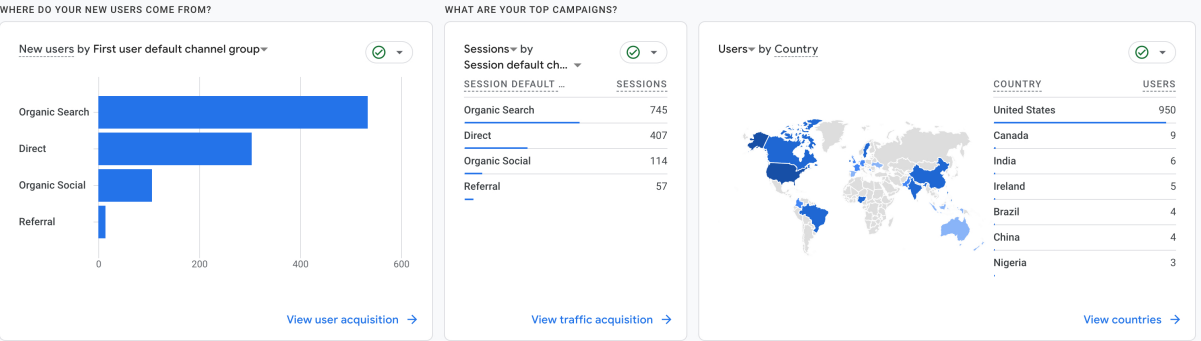 WHERE DO YOUR NEW USERS COME FROM?
New users by First user default channel group
Organic Search
Direct
Organic Social
Referral
0 200 400 600
View user acquisition
WHAT ARE YOUR TOP CAMPAIGNS?
Sessions by
Session default ch...
SESSION DEFAULT ... SESSIONS
Organic Search 745
Direct 407
Organic Social 114
Referral 57
View traffic acquisition
Users by Country
COUNTRY USERS
United States 950
Canada 9
India 6
Ireland 5
Brazil 4
China 4
Nigeria 3
View countries